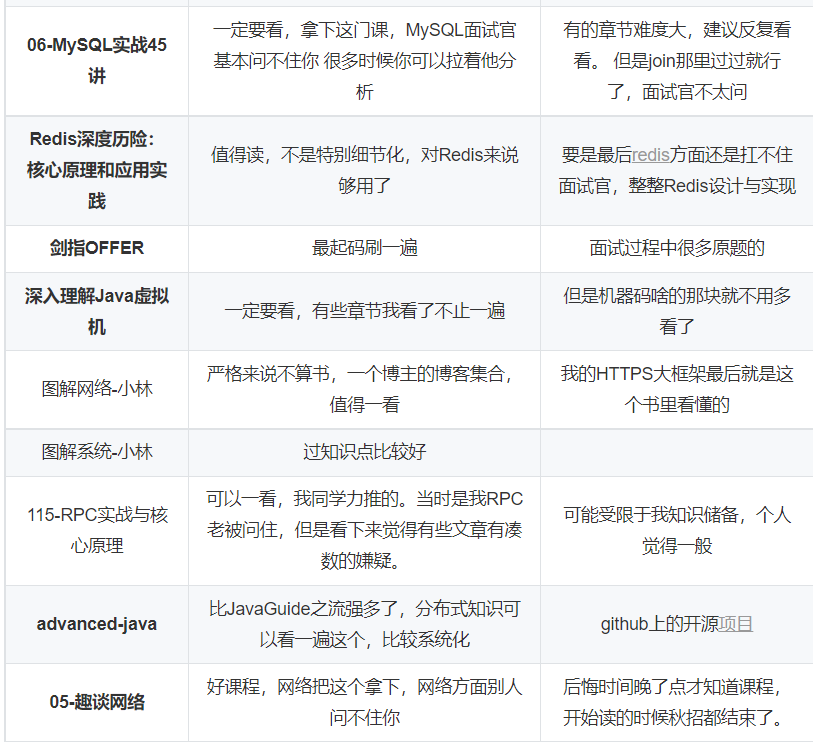 06-MySQL实战45
讲
一定要看，拿下这门课，MySQL面试官
基本问不住你 很多时候你可以拉着他分
析
有的章节难度大，建议反复看
看。 但是join那里过过就行
了，面试官不太问
Redis深度历险：
核心原理和应用实
践
值得读，不是特别细节化，对Redis来说
够用了
要是最后redis方面还是扛不住
面试官，整整Redis设计与实现
剑指OFFER
最起码刷一遍
面试过程中很多原题的
深入理解Java虚拟
机
一定要看，有些章节我看了不止一遍
但是机器码啥的那块就不用多
看了
图解网络-小林
严格来说不算书，一个博主的博客集合，
值得一看
我的HTTPS大框架最后就是这
个书里看懂的
图解系统-小林
过知识点比较好
115-RPC实战与核
心原理
可以一看，我同学力推的。当时是我RPC
老被问住，但是看下来觉得有些文章有凑
数的嫌疑。
可能受限于我知识储备，个人
觉得一般
advanced-java
比JavaGuide之流强多了，分布式知识可
以看一遍这个，比较系统化
github上的开源项目
05-趣谈网络
好课程，网络把这个拿下，网络方面别人
问不住你
后悔时间晚了点才知道课程，
开始读的时候秋招都结束了。